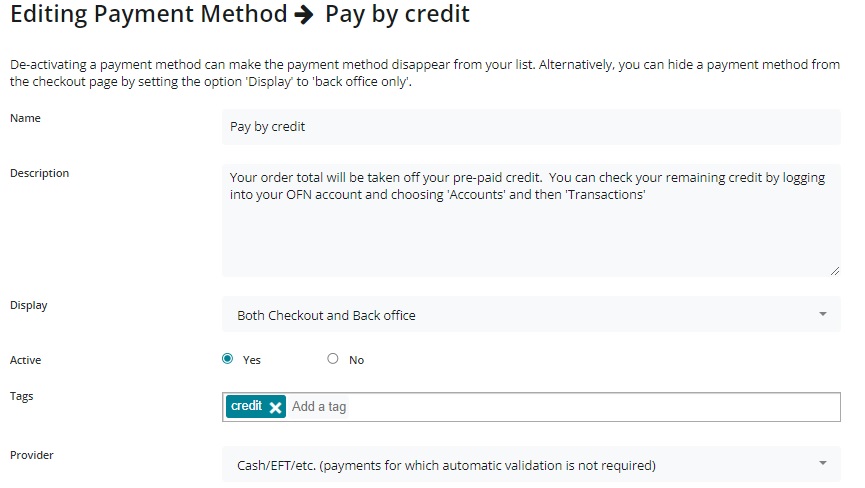 Editing Payment Method → Pay by credit
De-activating a payment method can make the payment method disappear from your list. Alternatively, you can hide a payment method from
the checkout page by setting the option 'Display' to 'back office only'.
Name
Pay by credit
Description
Your order total will be taken off your pre-paid credit.  You can check your remaining credit by logging
into your OFN account and choosing 'Accounts' and then 'Transactions'
Display
Both Checkout and Back office
Active
Yes
No
Tags
credit
Add a tag
Provider
Cash/EFT/etc. (payments for which automatic validation is not required)